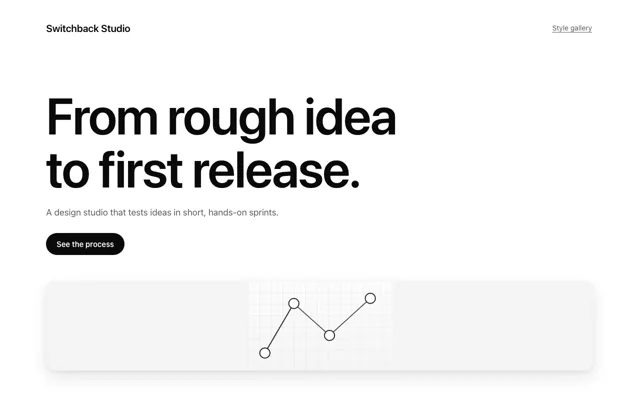 Switchback Studio
Style gallery
From rough idea
to first release.
A design studio that tests ideas in short, hands-on sprints.
See the process